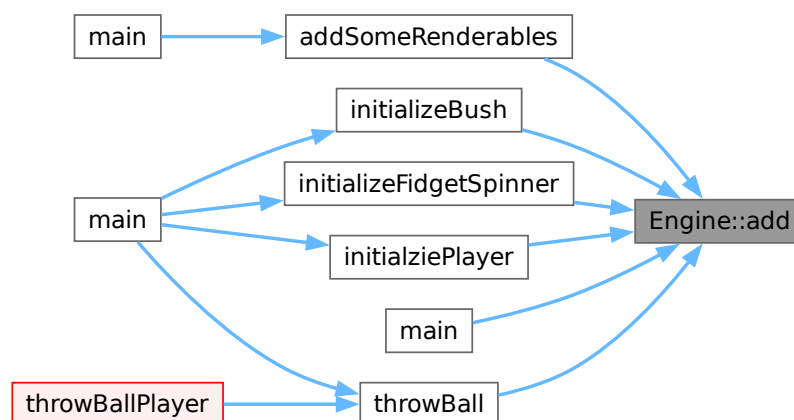 main
addSomeRenderables
initializeBush
initializeFidgetSpinner
main
Engine::add
initialziePlayer
main
throwBallPlayer
throwBall